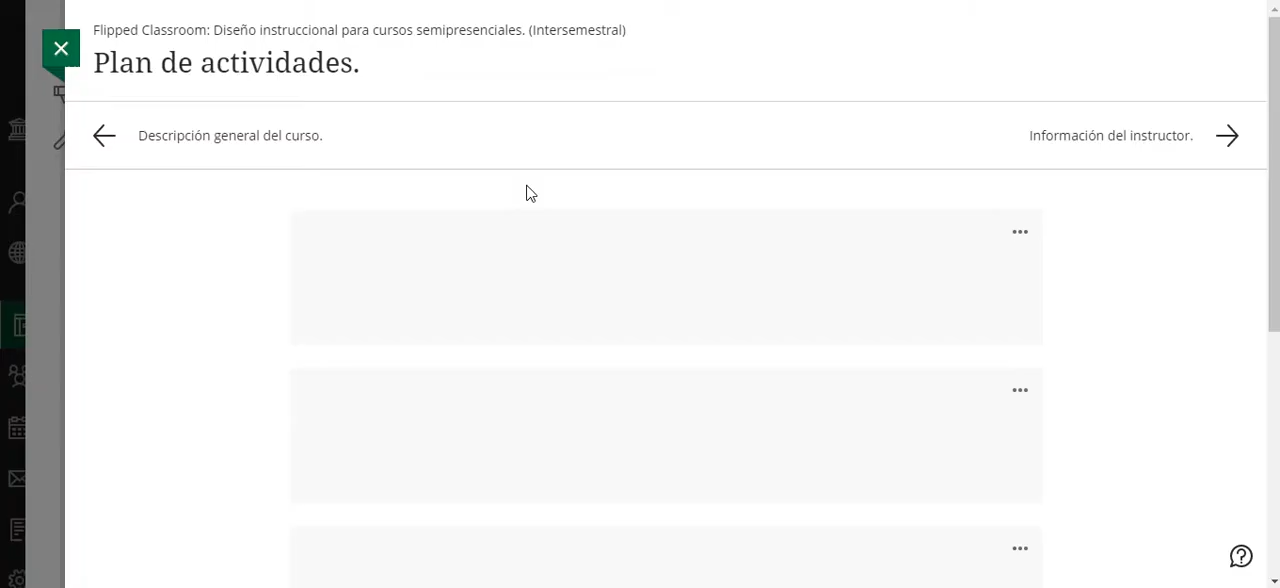 Flipped Classroom: Diseño instruccional para cursos semipresenciales. (Intersemestral)
Plan de actividades.
Descripción general del curso.
Información del instructor.